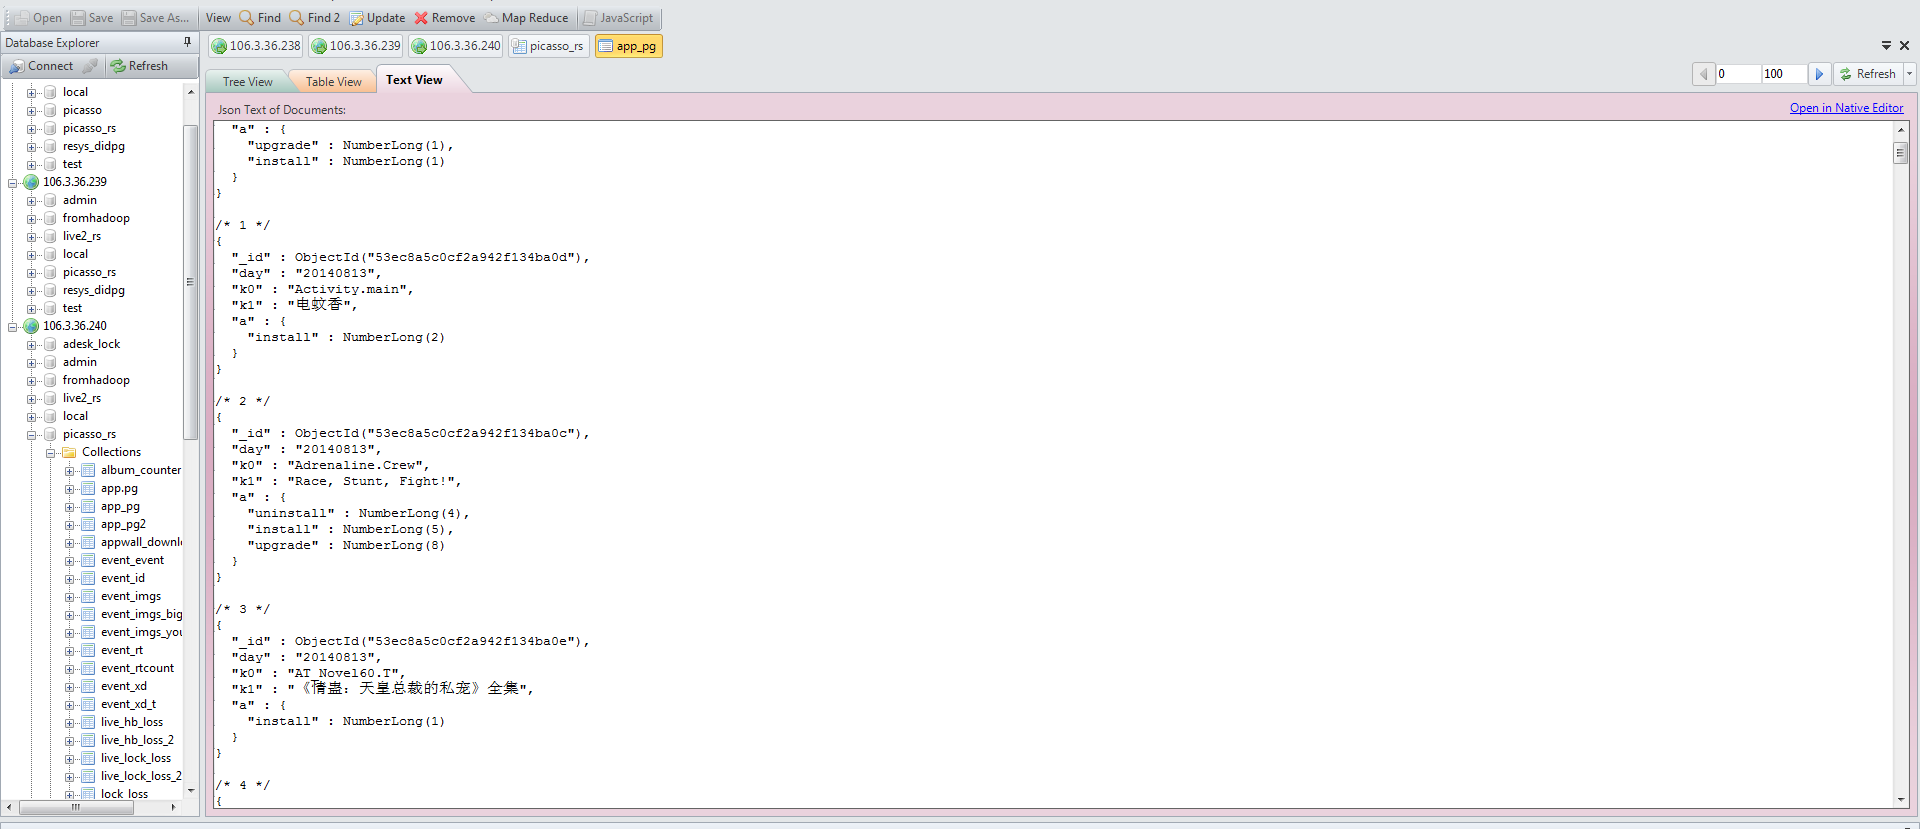 Open Save Save As... View Find Find 2 Update Remove Map Reduce JavaScript
Database Explorer
Connect Refresh
local
picasso
picasso_rs
resys_didpg
test
106.3.36.239
admin
fromhadoop
live2_rs
local
picasso_rs
resys_didpg
test
106.3.36.240
adesk_lock
admin
fromhadoop
live2_rs
local
picasso_rs
Collections
album_counter
app.pg
app_pg
app_pg2
appwall_downl
event_event
event_id
event_imgs
event_imgs_big
event_imgs_you
event_rt
event_rtcount
event_xd
event_xd_t
live_hb_loss
live_hb_loss_2
live_lock_loss
live_lock_loss_2
lock_loss
106.3.36.238 106.3.36.239 106.3.36.240 picasso_rs app_pg
Tree View Table View Text View
0 100 Refresh
Json Text of Documents:
Open in Native Editor
"a" : {
"upgrade" : NumberLong(1),
"install" : NumberLong(1)
}
}
/* 1 */
{
"_id" : ObjectId("53ec8a5c0cf2a942f134ba0d"),
"day" : "20140813",
"k0" : "Activity.main",
"k1" : "电蚊香",
"a" : {
"install" : NumberLong(2)
}
}
/* 2 */
{
"_id" : ObjectId("53ec8a5c0cf2a942f134ba0c"),
"day" : "20140813",
"k0" : "Adrenaline.Crew",
"k1" : "Race, Stunt, Fight!",
"a" : {
"uninstall" : NumberLong(4),
"install" : NumberLong(5),
"upgrade" : NumberLong(8)
}
}
/* 3 */
{
"_id" : ObjectId("53ec8a5c0cf2a942f134ba0e"),
"day" : "20140813",
"k0" : "AT_Novel60.T",
"k1" : "《情蛊：天皇总裁的私宠》全集",
"a" : {
"install" : NumberLong(1)
}
}
/* 4 */
{